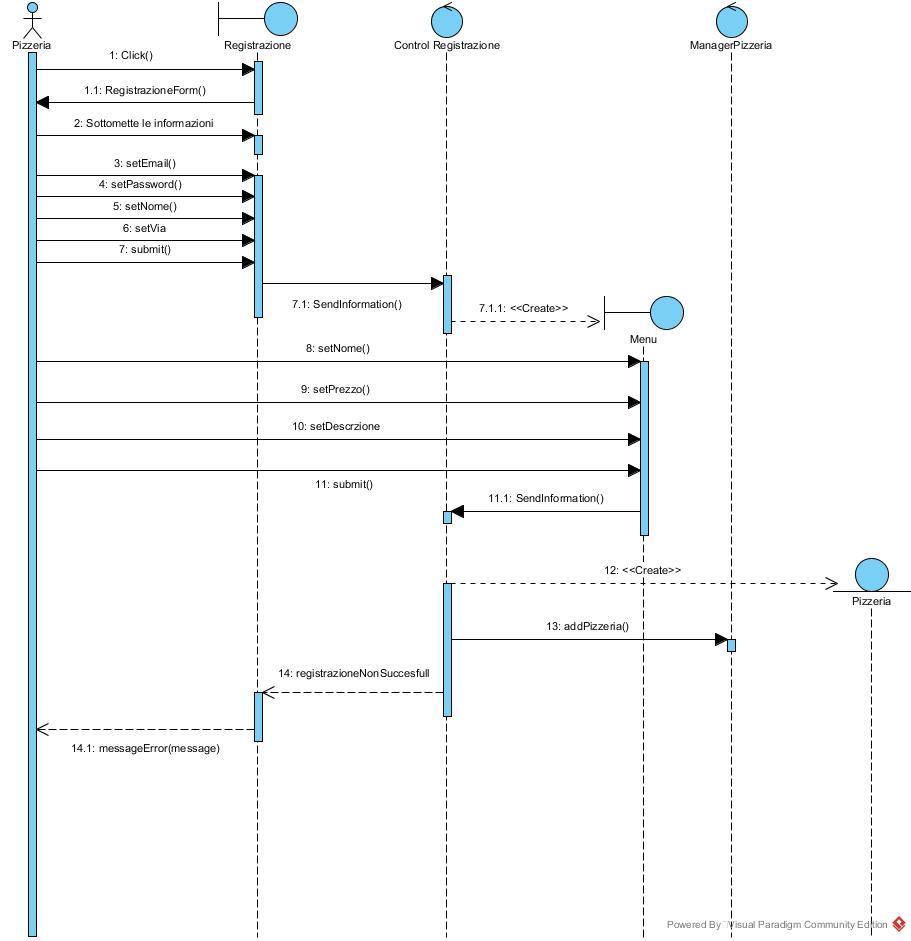 Pizzeria
Registrazione
Control Registrazione
ManagerPizzeria
1: Click()
1.1: RegistrazioneForm()
2: Sottomette le informazioni
3: setEmail()
4: setPassword()
5: setNome()
6: setVia
7: submit()
7.1: SendInformation()
7.1.1: <<Create>>
Menu
8: setNome()
9: setPrezzo()
10: setDescrzione
11: submit()
11.1: SendInformation()
12: <<Create>>
Pizzeria
13: addPizzeria()
14: registrazioneNonSuccesfull
14.1: messageError(message)
Powered By Visual Paradigm Community Edition